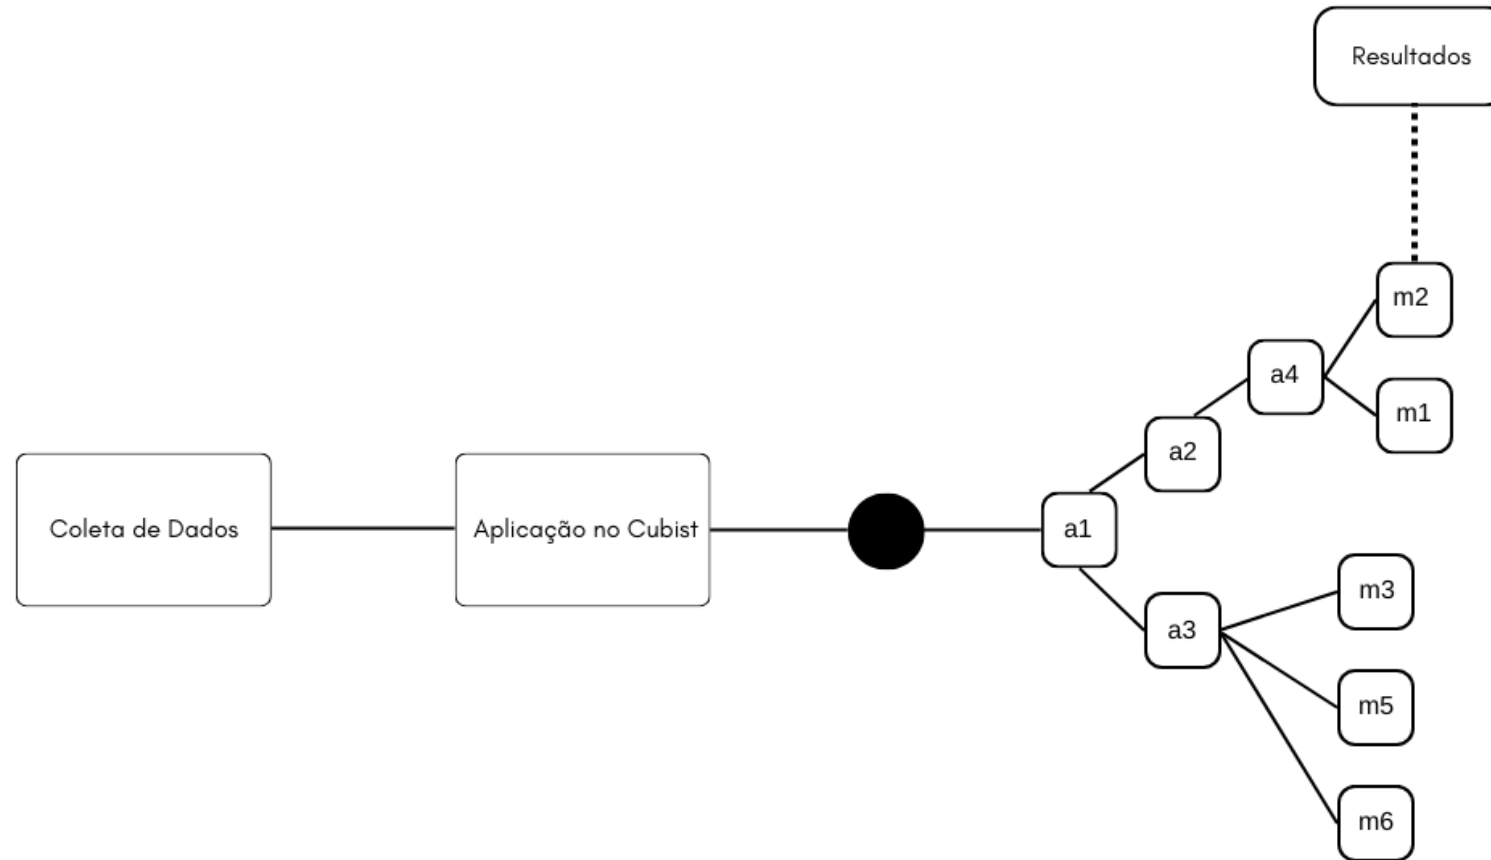 Resultados
m2
a4
m1
a2
Coleta de Dados
Aplicação no Cubist
a1
m3
a3
m5
m6